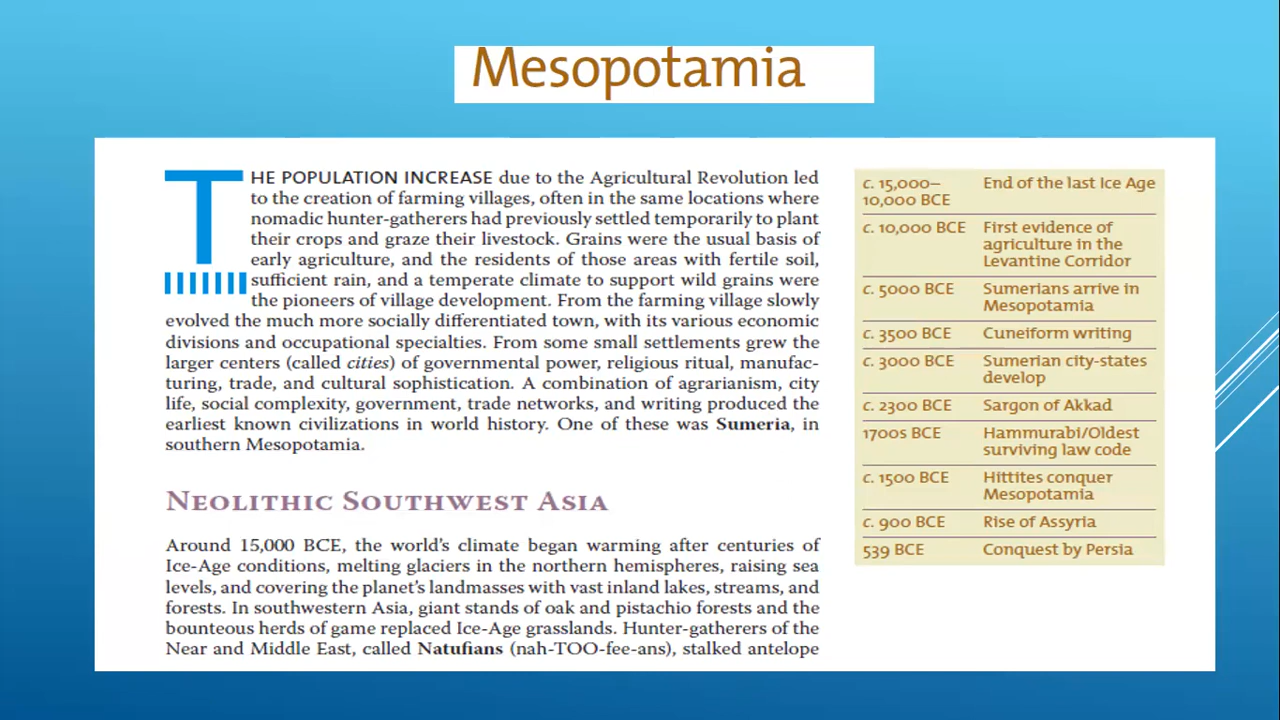 Mesopotamia
THE POPULATION INCREASE due to the Agricultural Revolution led
to the creation of farming villages, often in the same locations where
nomadic hunter-gatherers had previously settled temporarily to plant
their crops and graze their livestock. Grains were the usual basis of
early agriculture, and the residents of those areas with fertile soil,
sufficient rain, and a temperate climate to support wild grains were
the pioneers of village development. From the farming village slowly
evolved the much more socially differentiated town, with its various economic
divisions and occupational specialties. From some small settlements grew the
larger centers (called cities) of governmental power, religious ritual, manufac-
turing, trade, and cultural sophistication. A combination of agrarianism, city
life, social complexity, government, trade networks, and writing produced the
earliest known civilizations in world history. One of these was Sumeria, in
southern Mesopotamia.
NEOLITHIC SOUTHWEST ASIA
Around 15,000 BCE, the world's climate began warming after centuries of
Ice-Age conditions, melting glaciers in the northern hemispheres, raising sea
levels, and covering the planet's landmasses with vast inland lakes, streams, and
forests. In southwestern Asia, giant stands of oak and pistachio forests and the
bounteous herds of game replaced Ice-Age grasslands. Hunter-gatherers of the
Near and Middle East, called Natufians (nah-TOO-fee-ans), stalked antelope
c. 15,000– End of the last Ice Age
10,000 BCE
c. 10,000 BCE First evidence of
agriculture in the
Levantine Corridor
c. 5000 BCE Sumerians arrive in
Mesopotamia
c. 3500 BCE Cuneiform writing
c. 3000 BCE Sumerian city-states
develop
c. 2300 BCE Sargon of Akkad
1700s BCE Hammurabi/Oldest
surviving law code
c. 1500 BCE Hittites conquer
Mesopotamia
c. 900 BCE Rise of Assyria
539 BCE Conquest by Persia